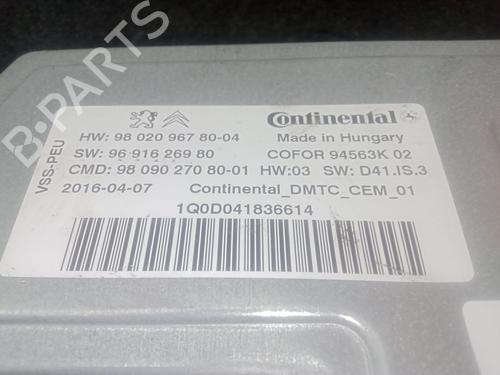 Continental
HW: 98 020 967 80-04
Made in Hungary
SW: 96 916 269 80
COFOR 94563K 02
CMD: 98 090 270 80-01 HW:03 SW: D41.IS.3
2016-04-07 Continental_DMTC_CEM_01
1Q0D041836614
VSS-PEU
B-PARTS